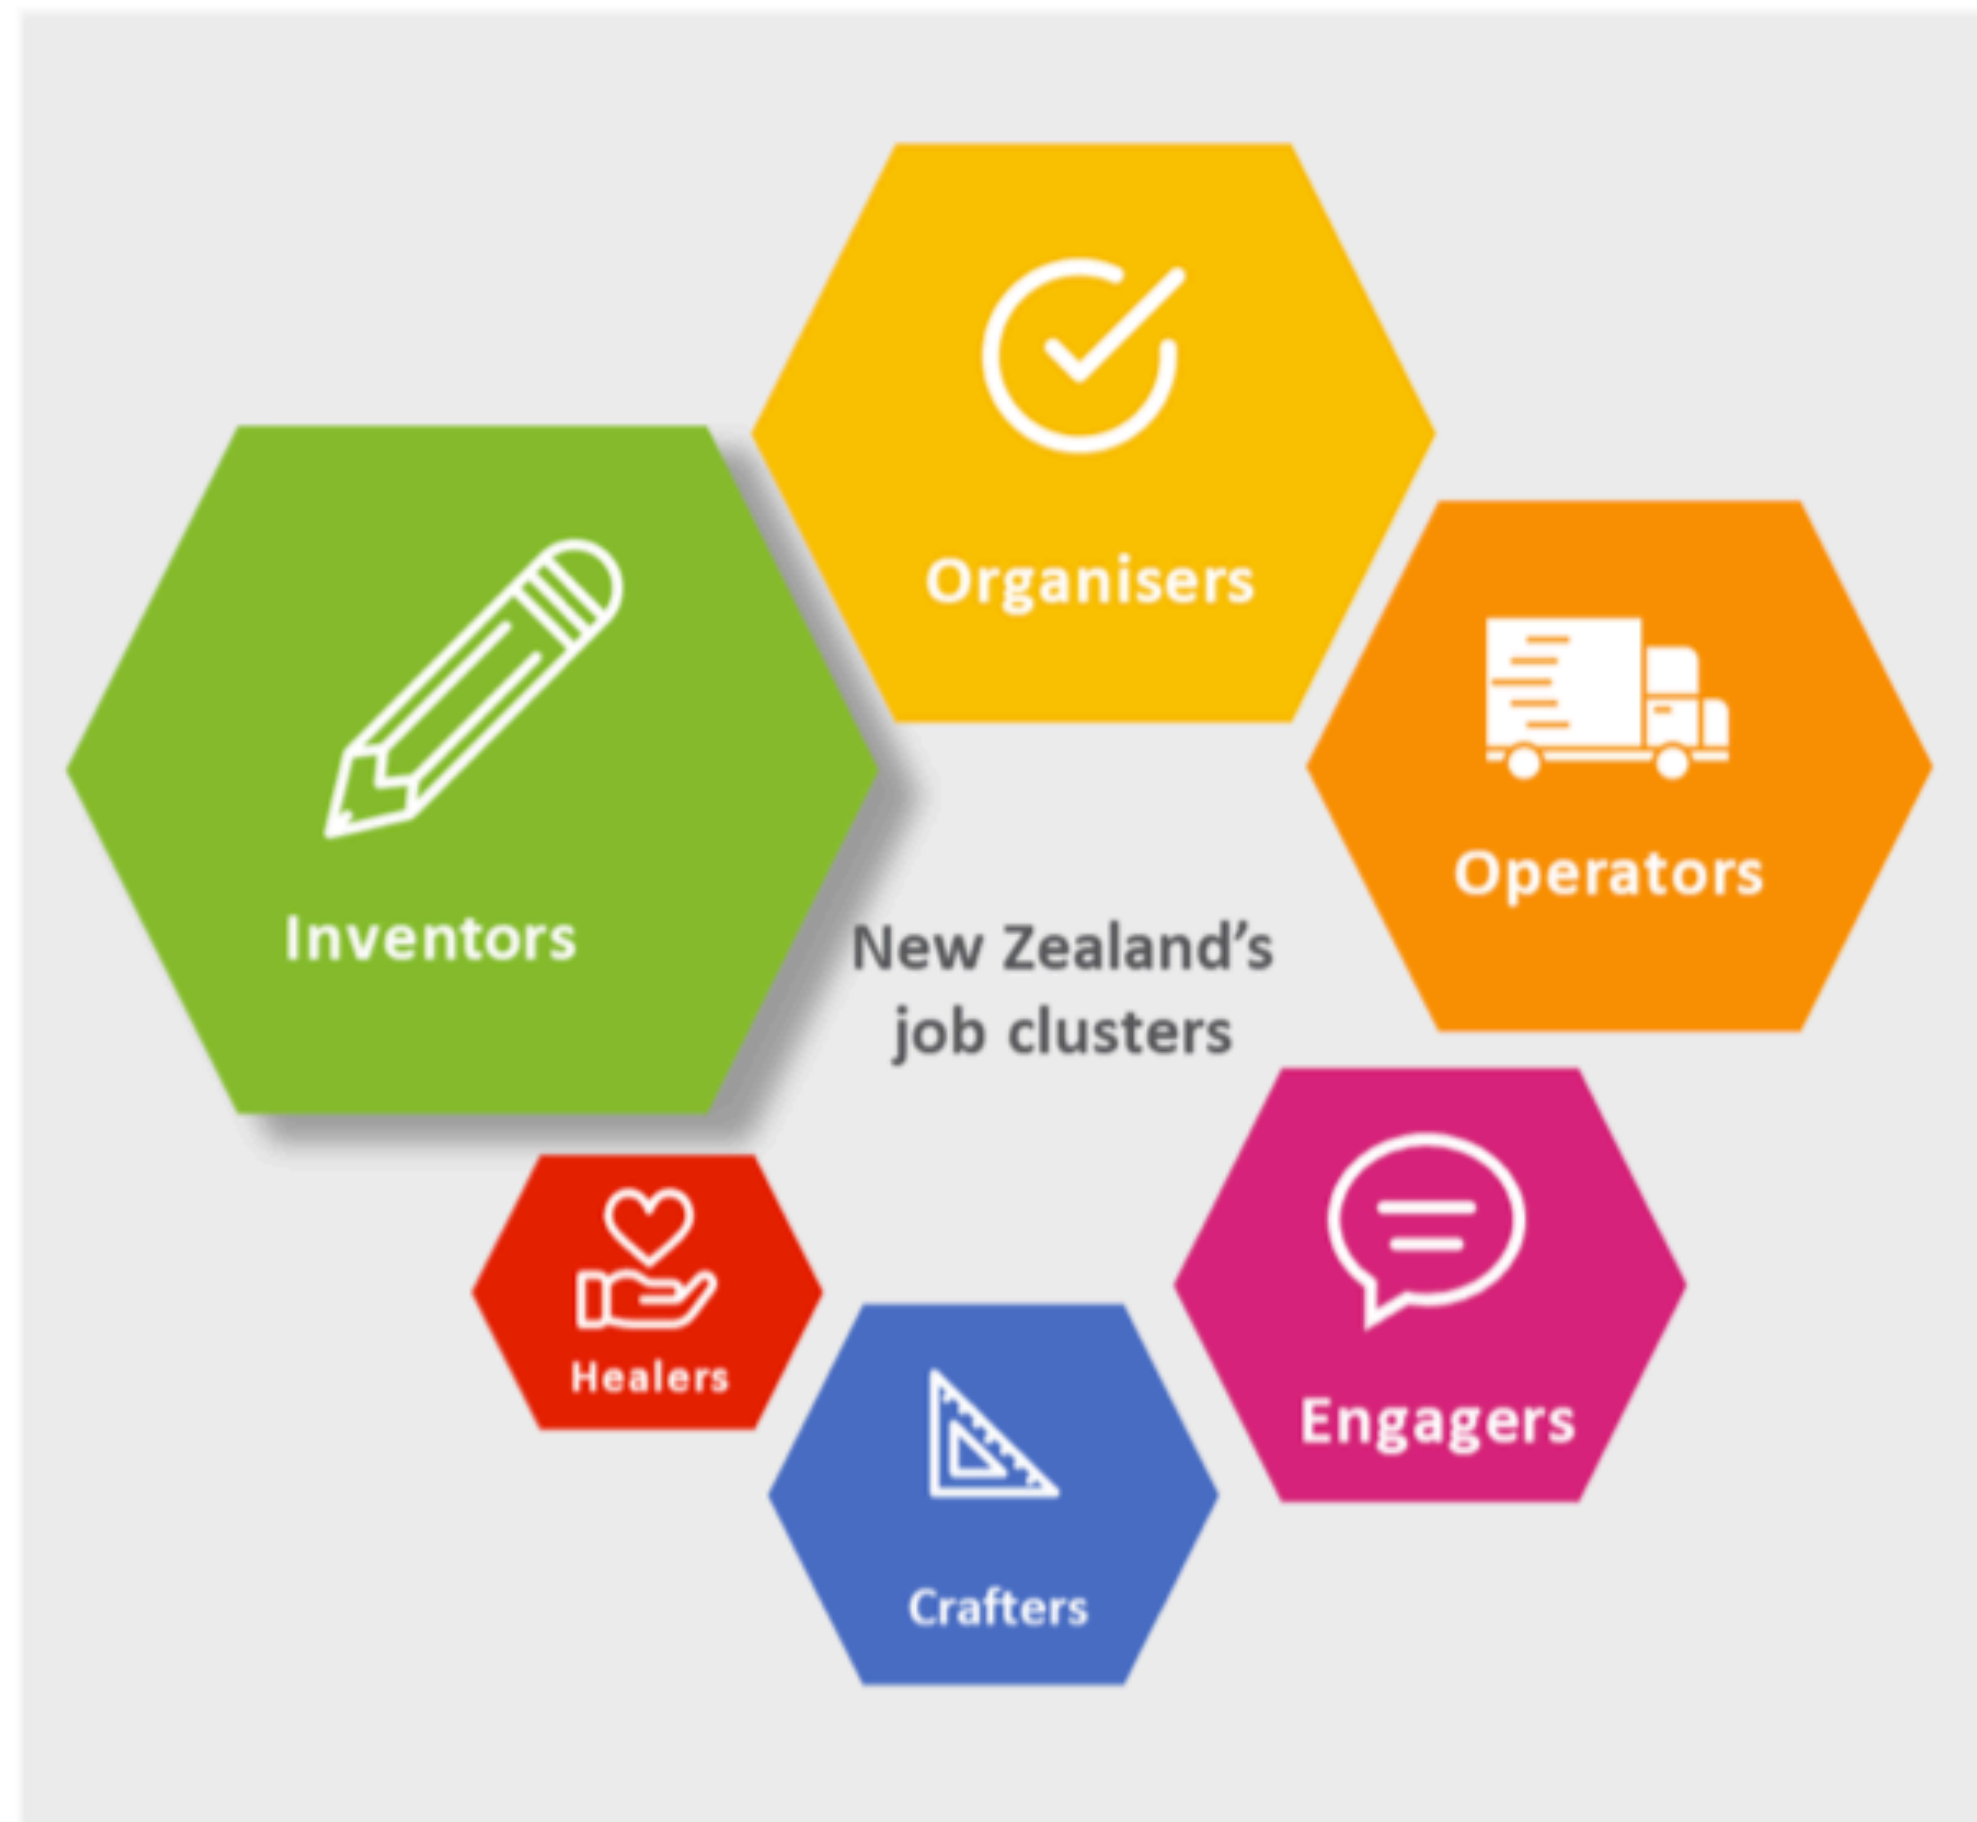 Organisers
Operators
Inventors
New Zealand’s
job clusters
Engagers
Healers
Crafters